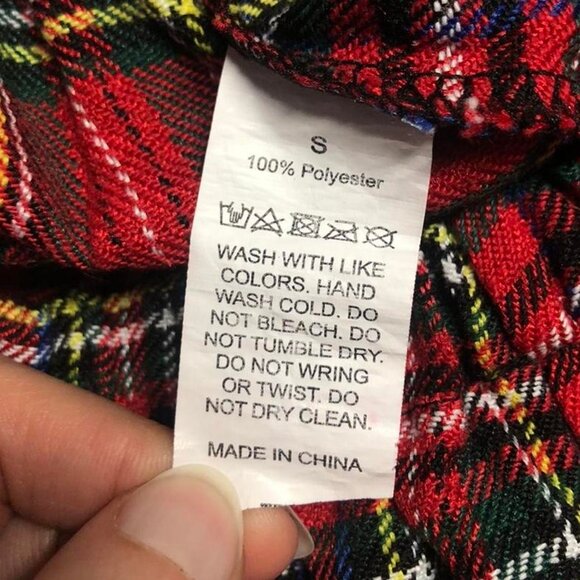 S
100% Polyester
WASH WITH LIKE
COLORS. HAND
WASH COLD. DO
NOT BLEACH. DO
NOT TUMBLE DRY.
DO NOT WRING
OR TWIST. DO
NOT DRY CLEAN.
MADE IN CHINA